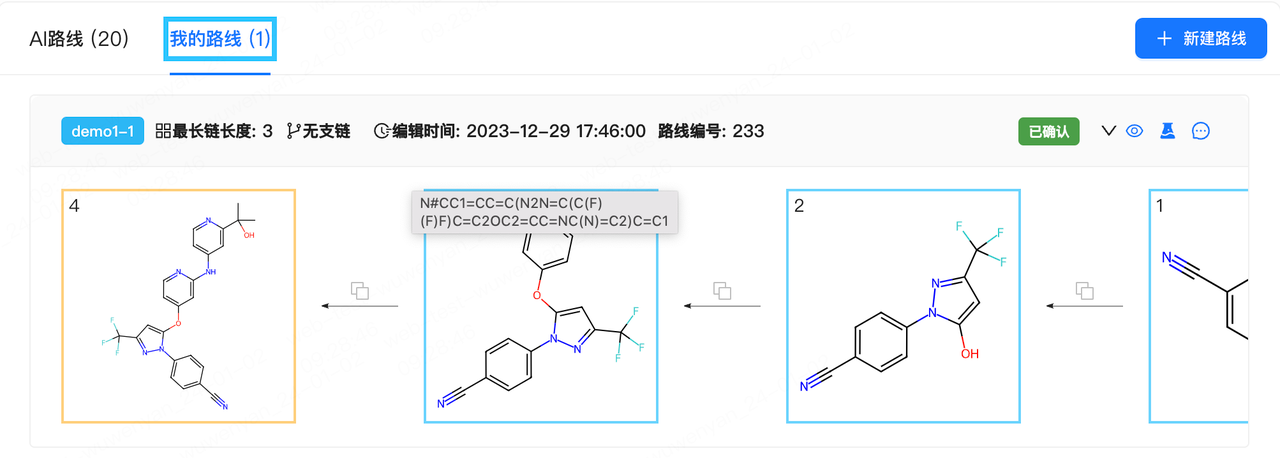 AI路线 (20)
我的路线 (1)
新建路线
demo1-1
最长链长度: 3
无支链
编辑时间: 2023-12-29 17:46:00
路线编号: 233
已确认
4
N
OH
N
NH
O
F
F
F
N
N
N
N#CC1=CC=C(N2N=C(C(F)
(F)F)C=C2OC2=CC=NC(N)=C2)C=C1
O
F
F
F
N
N
N
2
F
F
F
N
N
OH
N
1
N